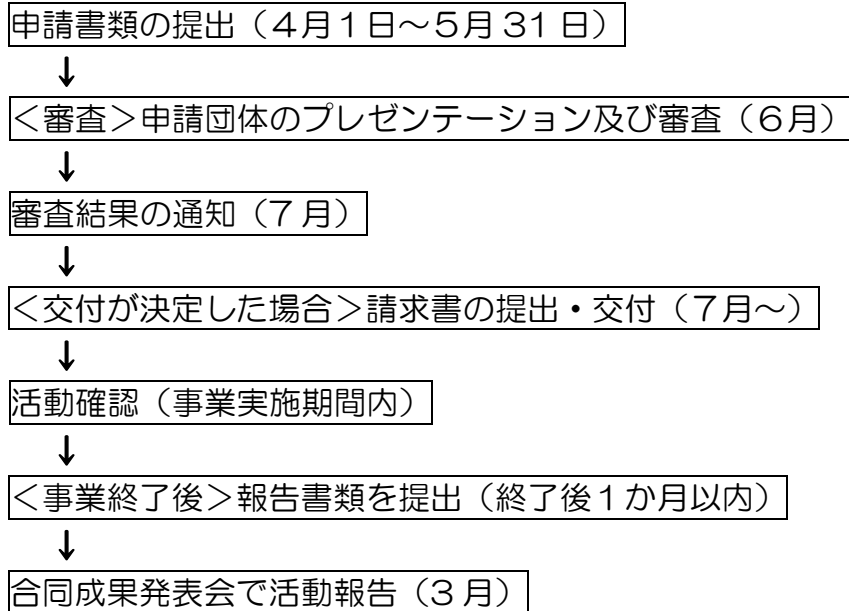 申請書類の提出（４月１日～５月31日）
↓
＜審査＞申請団体のプレゼンテーション及び審査（６月）
↓
審査結果の通知（７月）
↓
＜交付が決定した場合＞請求書の提出・交付（７月～）
↓
活動確認（事業実施期間内）
↓
＜事業終了後＞報告書類を提出（終了後１か月以内）
↓
合同成果発表会で活動報告（３月）